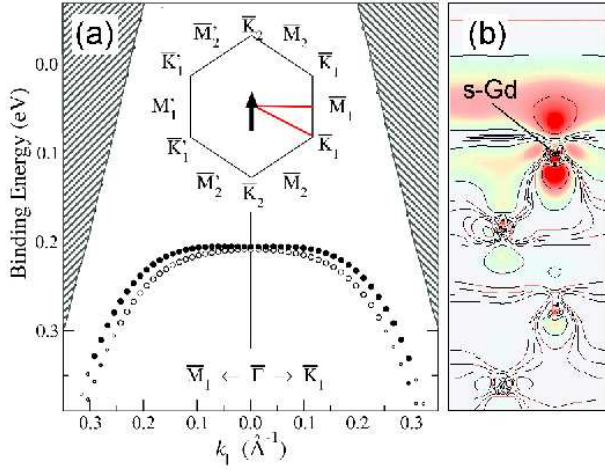 (a)
K̅₂
M̅'₂ M̅₂
K̅'₁ K̅₁
M'₁ M̅₁
K̅'₁ K̅₁
M̅'₂ M̅₂
K̅₂
M̅₁ ← Γ̅ → K̅₁
Binding Energy (eV)
0.0
0.1
0.2
0.3
0.3 0.2 0.1 0.0 0.1 0.2 0.3
k∥ (Å⁻¹)
(b)
s-Gd